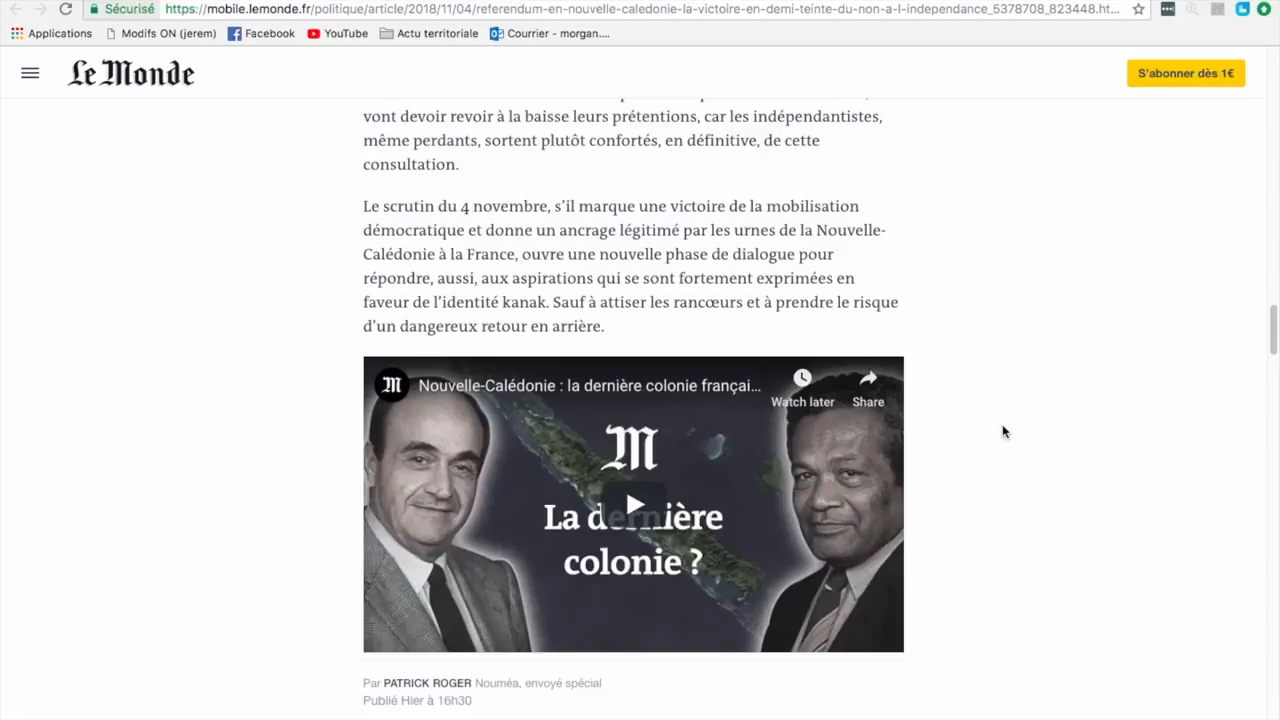 Sécurisé https://mobile.lemonde.fr/politique/article/2018/11/04/referendum-en-nouvelle-caledonie-la-victoire-en-demi-teinte-du-non-a-l-independance_5378708_823448.ht...
Applications Modifs ON (jerem) Facebook YouTube Actu territoriale Courrier - morgan....
Le Monde
S'abonner dès 1€
vont devoir revoir à la baisse leurs prétentions, car les indépendantistes,
même perdants, sortent plutôt confortés, en définitive, de cette
consultation.
Le scrutin du 4 novembre, s’il marque une victoire de la mobilisation
démocratique et donne un ancrage légitimé par les urnes de la Nouvelle-
Calédonie à la France, ouvre une nouvelle phase de dialogue pour
répondre, aussi, aux aspirations qui se sont fortement exprimées en
faveur de l’identité kanak. Sauf à attiser les rancœurs et à prendre le risque
d’un dangereux retour en arrière.
M Nouvelle-Calédonie : la dernière colonie françai...
Watch later Share
M
La dernière
colonie ?
Par PATRICK ROGER Nouméa, envoyé spécial
Publié Hier à 16h30